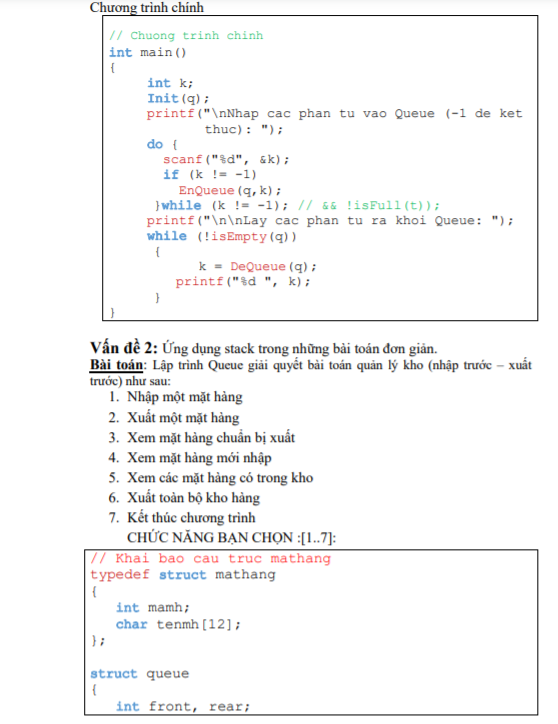 Chương trình chính
// Chuong trinh chinh
int main()
{
int k;
Init(q);
printf("\nNhap cac phan tu vao Queue (-1 de ket
thuc): ");
do {
scanf("%d", &k);
if (k != -1)
EnQueue(q,k);
}while (k != -1); // && !isFull(t));
printf("\n\nLay cac phan tu ra khoi Queue: ");
while (!isEmpty(q))
{
k = DeQueue(q);
printf("%d ", k);
}
}
Vấn đề 2: Ứng dụng stack trong những bài toán đơn giản.
Bài toán: Lập trình Queue giải quyết bài toán quản lý kho (nhập trước – xuất
trước) như sau:
1. Nhập một mặt hàng
2. Xuất một mặt hàng
3. Xem mặt hàng chuẩn bị xuất
4. Xem mặt hàng mới nhập
5. Xem các mặt hàng có trong kho
6. Xuất toàn bộ kho hàng
7. Kết thúc chương trình
CHỨC NĂNG BẠN CHỌN :[1..7]:
// Khai bao cau truc mathang
typedef struct mathang
{
int mamh;
char tenmh[12];
};
struct queue
{
int front, rear;